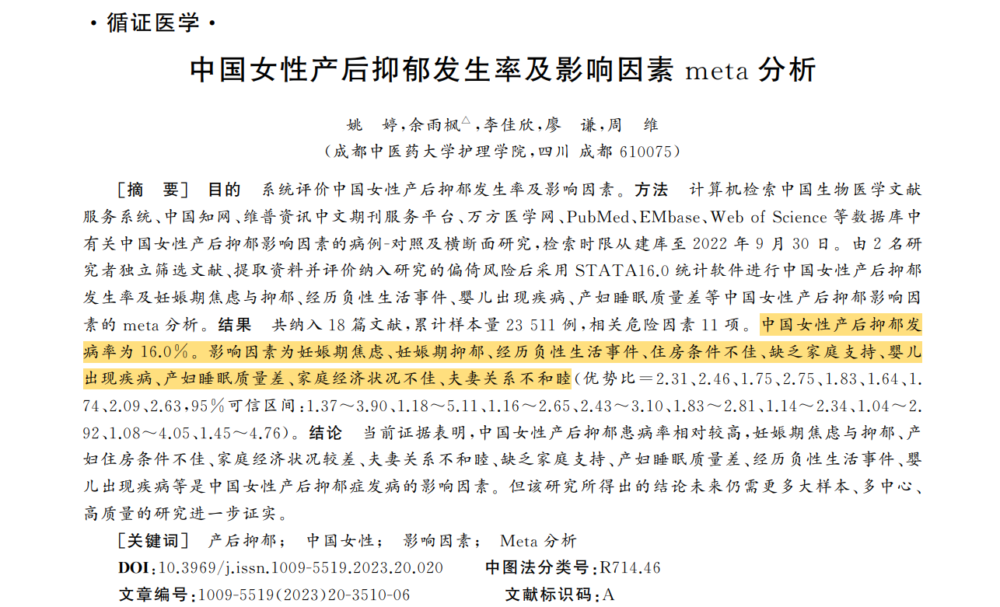 ·循证医学·
中国女性产后抑郁发生率及影响因素 meta 分析
姚　婷,余雨枫△,李佳欣,廖　谦,周　维
(成都中医药大学护理学院,四川 成都 610075)
［摘　要］ 目的　系统评价中国女性产后抑郁发生率及影响因素。方法　计算机检索中国生物医学文献
服务系统、中国知网、维普资讯中文期刊服务平台、万方医学网、PubMed、EMbase、Web of Science 等数据库中
有关中国女性产后抑郁影响因素的病例-对照及横断面研究,检索时限从建库至 2022 年 9 月 30 日。由 2 名研
究者独立筛选文献、提取资料并评价纳入研究的偏倚风险后采用 STATA16.0 统计软件进行中国女性产后抑郁
发生率及妊娠期焦虑与抑郁、经历负性生活事件、婴儿出现疾病、产妇睡眠质量差等中国女性产后抑郁影响因
素的 meta 分析。结果　共纳入 18 篇文献,累计样本量 23 511 例,相关危险因素 11 项。中国女性产后抑郁发
病率为 16.0%。影响因素为妊娠期焦虑、妊娠期抑郁、经历负性生活事件、住房条件不佳、缺乏家庭支持、婴儿
出现疾病、产妇睡眠质量差、家庭经济状况不佳、夫妻关系不和睦(优势比=2.31、2.46、1.75、2.75、1.83、1.64、1.
74、2.09、2.63,95%可信区间:1.37～3.90、1.18～5.11、1.16～2.65、2.43～3.10、1.83～2.81、1.14～2.34、1.04～2.
92、1.08～4.05、1.45～4.76)。结论　当前证据表明,中国女性产后抑郁患病率相对较高,妊娠期焦虑与抑郁、产
妇住房条件不佳、家庭经济状况较差、夫妻关系不和睦、缺乏家庭支持、产妇睡眠质量差、经历负性生活事件、婴
儿出现疾病等是中国女性产后抑郁症发病的影响因素。但该研究所得出的结论未来仍需更多大样本、多中心、
高质量的研究进一步证实。
［关键词］ 产后抑郁； 中国女性； 影响因素； Meta 分析
DOI:10.3969/j.issn.1009-5519.2023.20.020　　中图法分类号:R714.46
文章编号:1009-5519(2023)20-3510-06　　文献标识码:A